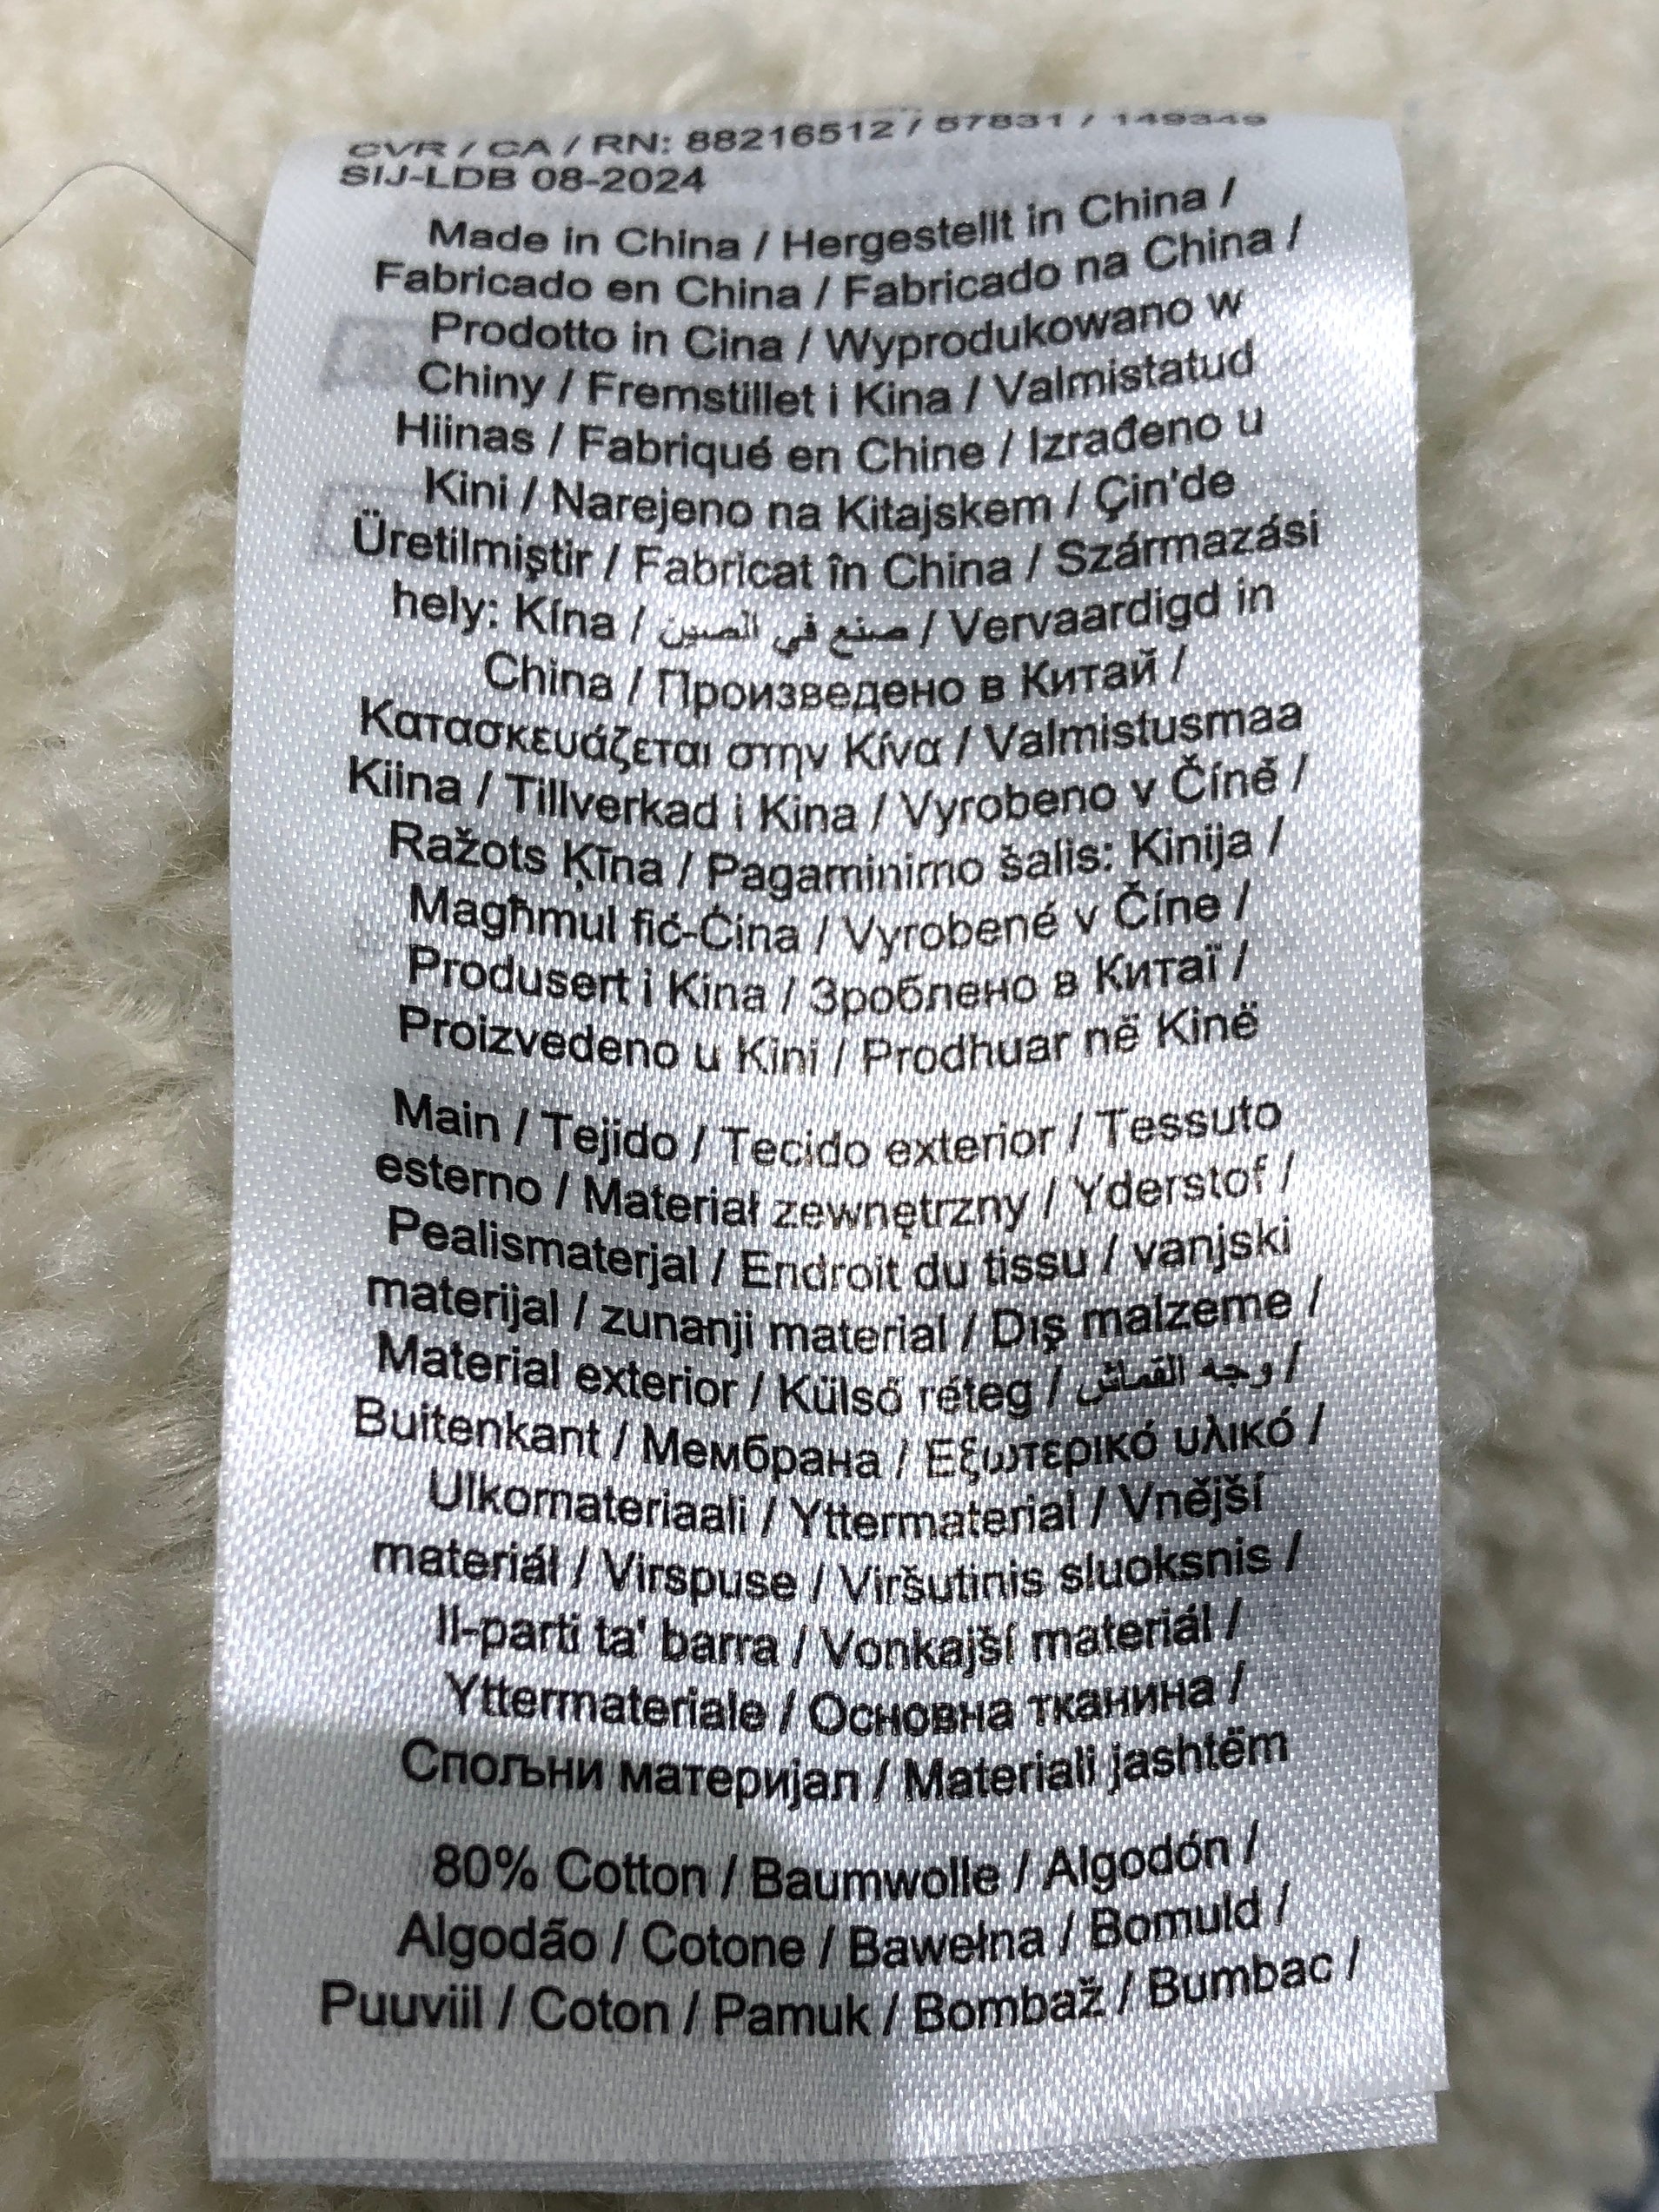 CVR / CA / RN: 88216512 / 57831 / 149349
SIJ-LDB 08-2024
Made in China / Hergestellt in China /
Fabricado en China / Fabricado na China /
Prodotto in Cina / Wyprodukowano w
Chiny / Fremstillet i Kina / Valmistatud
Hiinas / Fabriqué en Chine / Izrađeno u
Kini / Narejeno na Kitajskem / Çin'de
Üretilmiştir / Fabricat în China / Származási
hely: Kína / صنع في الصين / Vervaardigd in
China / Произведено в Китай /
Κατασκευάζεται στην Κίνα / Valmistusmaa
Kiina / Tillverkad i Kina / Vyrobeno v Číně /
Ražots Ķīna / Pagaminimo šalis: Kinija /
Magħmul fiċ-Ċina / Vyrobené v Číne /
Produsert i Kina / Зроблено в Китаї /
Proizvedeno u Kini / Prodhuar në Kinë
Main / Tejido / Tecido exterior / Tessuto
esterno / Materiał zewnętrzny / Yderstof /
Pealismaterjal / Endroit du tissu / vanjski
materijal / zunanji material / Dış malzeme /
Material exterior / Külső réteg / وجه القماش /
Buitenkant / Мембрана / Εξωτερικό υλικό /
Ulkomateriaali / Yttermaterial / Vnější
materiál / Virspuse / Viršutinis sluoksnis /
Il-parti ta' barra / Vonkajší materiál /
Yttermateriale / Основна тканина /
Спољни материјал / Materiali jashtëm
80% Cotton / Baumwolle / Algodón /
Algodão / Cotone / Bawełna / Bomuld /
Puuviil / Coton / Pamuk / Bombaž / Bumbac /